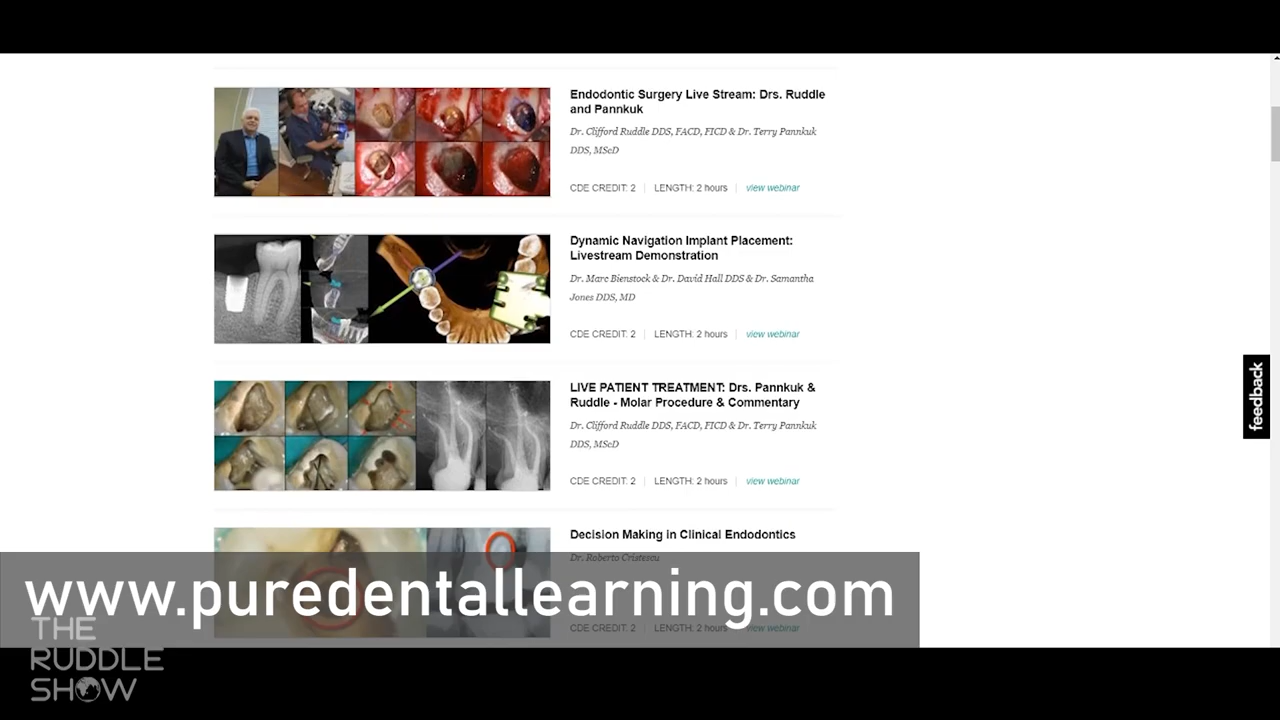 Endodontic Surgery Live Stream: Drs. Ruddle
and Pannkuk
Dr. Clifford Ruddle DDS, FACD, FICD & Dr. Terry Pannkuk
DDS, MScD
CDE CREDIT: 2 | LENGTH: 2 hours | view webinar
Dynamic Navigation Implant Placement:
Livestream Demonstration
Dr. Marc Bienstock & Dr. David Hall DDS & Dr. Samantha
Jones DDS, MD
CDE CREDIT: 2 | LENGTH: 2 hours | view webinar
LIVE PATIENT TREATMENT: Drs. Pannkuk &
Ruddle - Molar Procedure & Commentary
Dr. Clifford Ruddle DDS, FACD, FICD & Dr. Terry Pannkuk
DDS, MScD
CDE CREDIT: 2 | LENGTH: 2 hours | view webinar
Decision Making in Clinical Endodontics
Dr. Roberto Cristescu
CDE CREDIT: 2 | LENGTH: 2 hours | view webinar
feedback
www.puredentallearning.com
THE
RUDDLE
SHOW